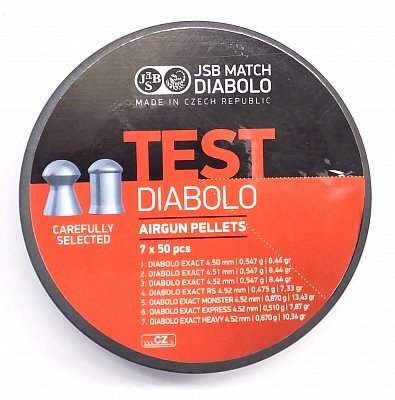 JSB
JSB MATCH
DIABOLO
MADE IN CZECH REPUBLIC
TEST
DIABOLO
CAREFULLY
SELECTED
AIRGUN PELLETS
7 x 50 pcs
1. DIABOLO EXACT 4.50 mm | 0,547 g | 8,44 gr
2. DIABOLO EXACT 4.51 mm | 0,547 g | 8,44 gr
3. DIABOLO EXACT 4.52 mm | 0,547 g | 8,44 gr
4. DIABOLO EXACT RS 4.52 mm | 0,475 g | 7,33 gr
5. DIABOLO EXACT MONSTER 4.52 mm | 0,870 g | 13,43 gr
6. DIABOLO EXACT EXPRESS 4.52 mm | 0,510 g | 7,87 gr
7. DIABOLO EXACT HEAVY 4.52 mm | 0,670 g | 10,34 gr
CZ